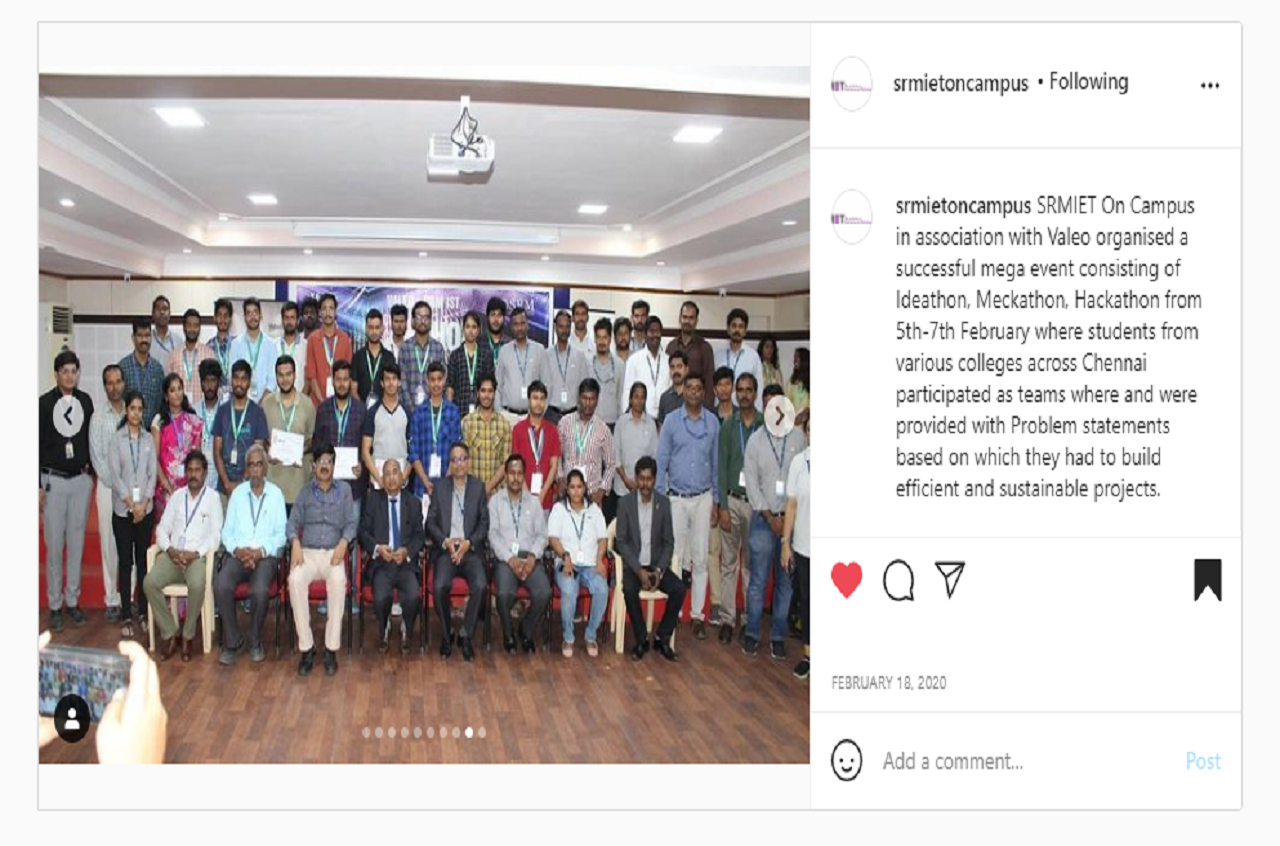 srmietoncampus • Following
srmietoncampus SRMIET On Campus
in association with Valeo organised a
successful mega event consisting of
Ideathon, Meckathon, Hackathon from
5th-7th February where students from
various colleges across Chennai
participated as teams where and were
provided with Problem statements
based on which they had to build
efficient and sustainable projects.
FEBRUARY 18, 2020
Add a comment... Post